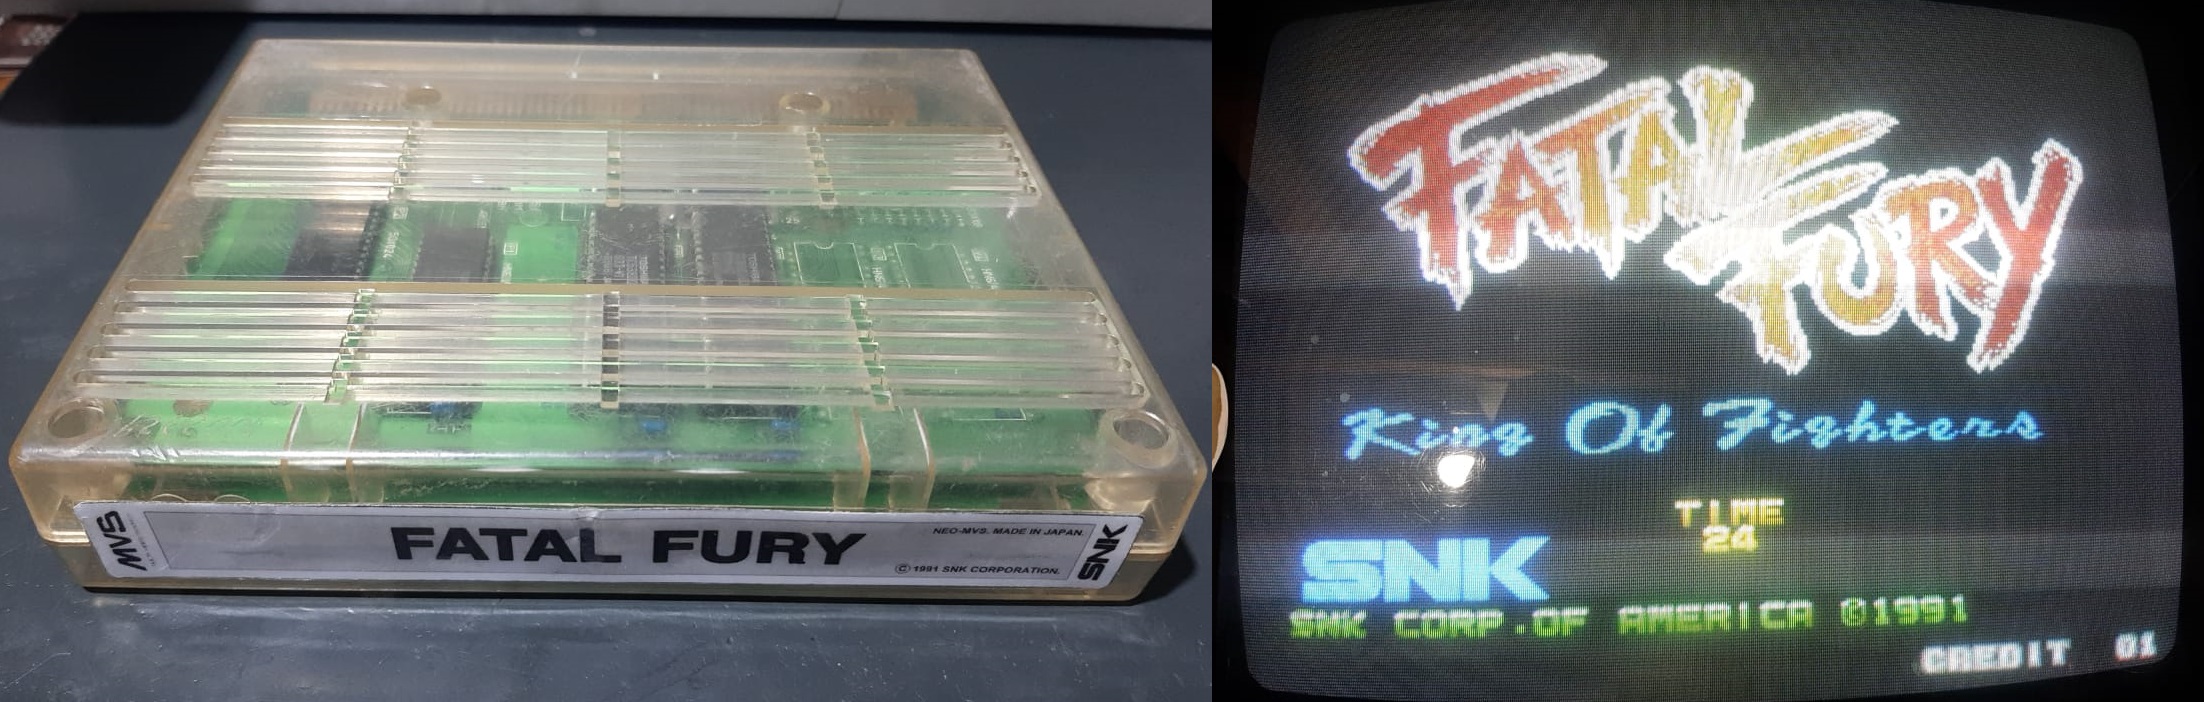 MVS
FATAL FURY
NEO-MVS. MADE IN JAPAN.
© 1991 SNK CORPORATION.
SNK
FATAL
FURY
King Of Fighters
TIME
24
SNK
SNK CORP.OF AMERICA ©1991
CREDIT 01